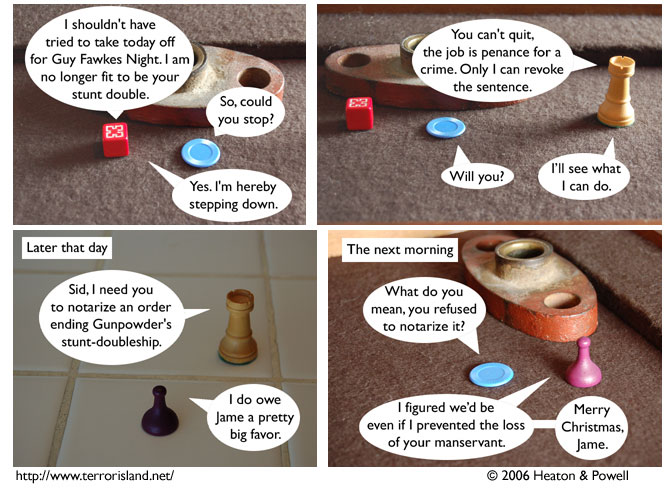 I shouldn't have
tried to take today off
for Guy Fawkes Night. I am
no longer fit to be your
stunt double.
So, could
you stop?
Yes. I'm hereby
stepping down.
You can't quit,
the job is penance for a
crime. Only I can revoke
the sentence.
Will you?
I'll see what
I can do.
Later that day
Sid, I need you
to notarize an order
ending Gunpowder's
stunt-doubleship.
I do owe
Jame a pretty
big favor.
The next morning
What do you
mean, you refused
to notarize it?
I figured we'd be
even if I prevented the loss
of your manservant.
Merry
Christmas,
Jame.
http://www.terrorisland.net/
© 2006 Heaton & Powell